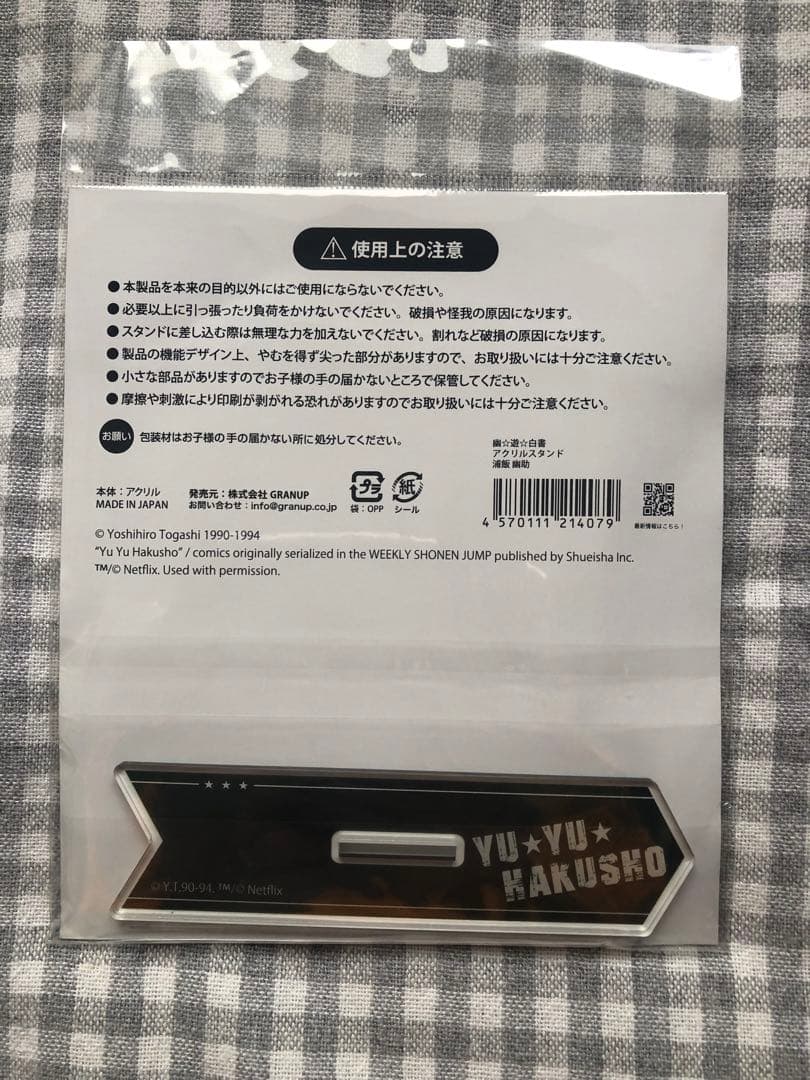 ⚠ 使用上の注意
●本製品を本来の目的以外にはご使用にならないでください。
●必要以上に引っ張ったり負荷をかけないでください。破損や怪我の原因になります。
●スタンドに差し込む際は無理な力を加えないでください。割れなど破損の原因になります。
●製品の機能デザイン上、やむを得ず尖った部分がありますので、お取り扱いには十分ご注意ください。
●小さな部品がありますのでお子様の手の届かないところで保管してください。
●摩擦や刺激により印刷が剥がれる恐れがありますのでお取り扱いには十分ご注意ください。
お願い 包装材はお子様の手の届かない所に処分してください。
幽☆遊☆白書
アクリルスタンド
浦飯 幽助
本体：アクリル
MADE IN JAPAN
発売元：株式会社 GRANUP
お問い合わせ：info@granup.co.jp
プラ
袋：OPP
紙
シール
4 570111 214079
最新情報はこちら！
© Yoshihiro Togashi 1990-1994
“Yu Yu Hakusho” / comics originally serialized in the WEEKLY SHONEN JUMP published by Shueisha Inc.
TM/© Netflix. Used with permission.
★ ★ ★
YU★YU★
HAKUSHO
© Y.T.90-94. TM/© Netflix